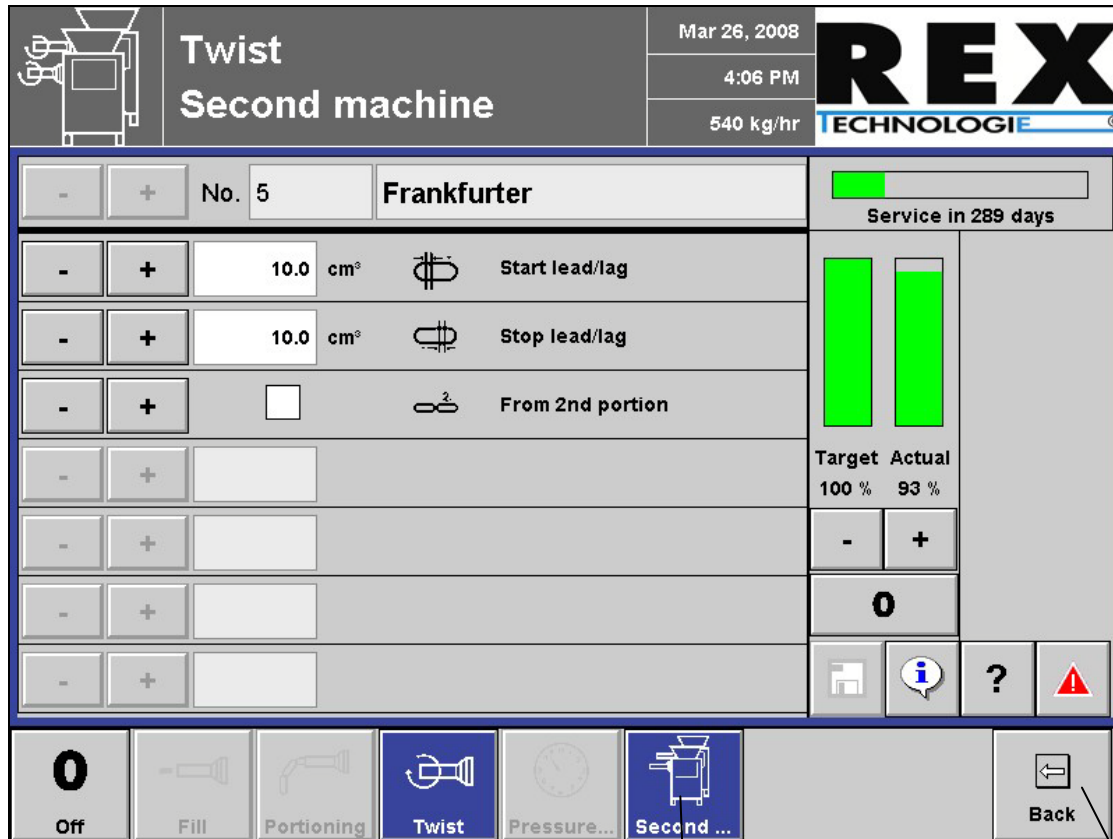 Twist
Second machine
Mar 26, 2008
4:06 PM
540 kg/hr
REX
TECHNOLOGIE
- + No. 5 Frankfurter
Service in 289 days
- + 10.0 cm³ Start lead/lag
- + 10.0 cm³ Stop lead/lag
- + 2. From 2nd portion
- +
- +
- +
- +
Target Actual
100 % 93 %
- +
0
i ? !
0
Off
Fill
Portioning
Twist
Pressure...
Second ...
Back